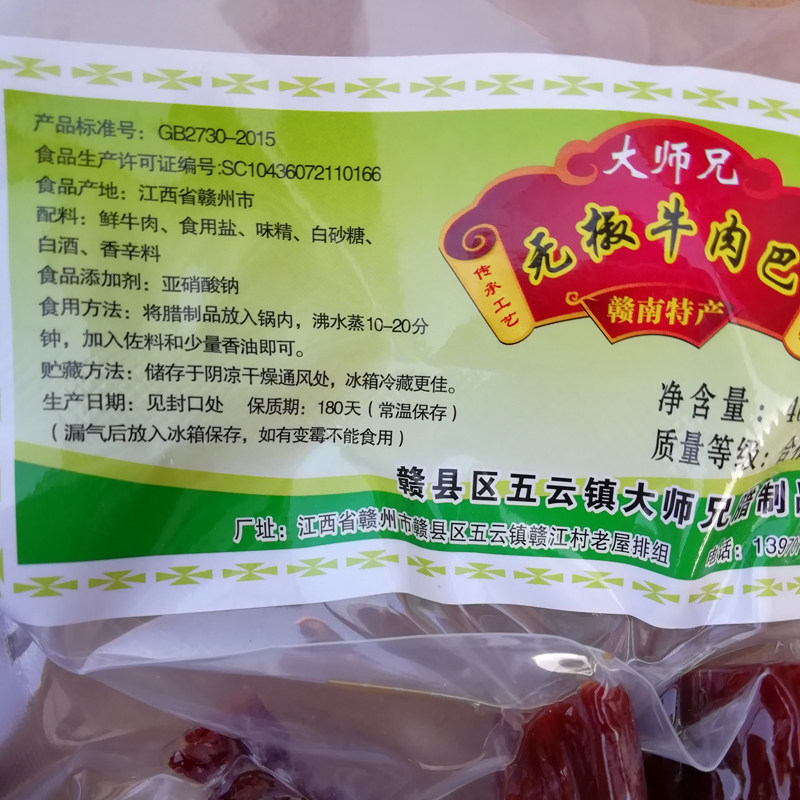 产品标准号：GB2730-2015
食品生产许可证编号:SC10436072110166
食品产地：江西省赣州市
配料：鲜牛肉、食用盐、味精、白砂糖、
白酒、香辛料
食品添加剂：亚硝酸钠
食用方法：将腊制品放入锅内，沸水蒸10-20分
钟，加入佐料和少量香油即可。
贮藏方法：储存于阴凉干燥通风处，冰箱冷藏更佳。
生产日期：见封口处 保质期：180天（常温保存）
（漏气后放入冰箱保存，如有变霉不能食用）
大师兄
无椒牛肉巴
传承工艺
赣南特产
净含量：
质量等级：合
赣县区五云镇大师兄腊制品
厂址：江西省赣州市赣县区五云镇赣江村老屋排组 电话：1397